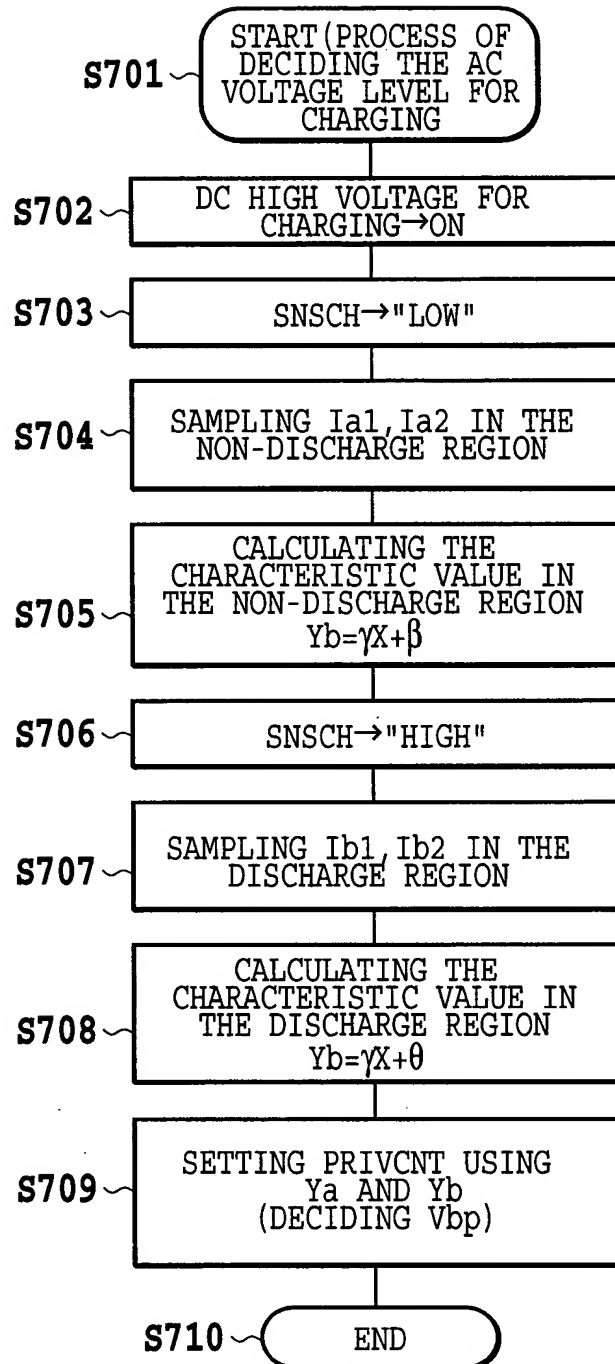 START(PROCESS OF
DECIDING THE AC
VOLTAGE LEVEL FOR
CHARGING
S701
DC HIGH VOLTAGE FOR
CHARGING→ON
S702
SNSCH→"LOW"
S703
SAMPLING Ia1,Ia2 IN THE
NON-DISCHARGE REGION
S704
CALCULATING THE
CHARACTERISTIC VALUE IN
THE NON-DISCHARGE REGION
Yb=γX+β
S705
SNSCH→"HIGH"
S706
SAMPLING Ib1,Ib2 IN THE
DISCHARGE REGION
S707
CALCULATING THE
CHARACTERISTIC VALUE IN
THE DISCHARGE REGION
Yb=γX+θ
S708
SETTING PRIVCNT USING
Ya AND Yb
(DECIDING Vbp)
S709
END
S710